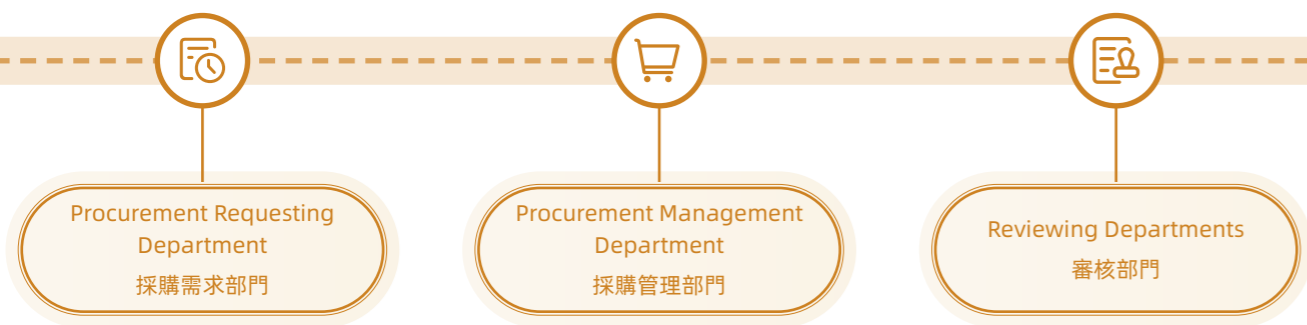 Procurement Requesting
Department
採購需求部門
Procurement Management
Department
採購管理部門
Reviewing Departments
審核部門